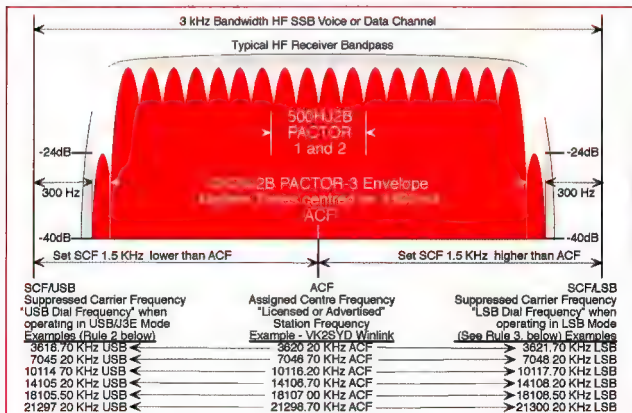 3 kHz Bandwidth HF SSB Voice or Data Channel
Typical HF Receiver Bandpass
500HJ2B
PACTOR
1 and 2
-24dB
-24dB
300 Hz
2B PACTOR-3 Envelope
300 Hz
ACF
-40dB
-40dB
Set SCF 1.5 KHz lower than ACF
Set SCF 1.5 KHz higher than ACF
SCF/USB
Suppressed Carrier Frequency
"USB Dial Frequency" when
operating in USB/J3E Mode
Examples (Rule 2 below)
ACF
Assigned Centre Frequency
"Licensed or Advertised"
Station Frequency
Example - VK2SYD Winlink
SCF/LSB
Suppressed Carrier Frequency
"LSB Dial Frequency" when
operating in LSB Mode
(See Rule 3, below) Examples
3618.70 KHz USB 3620 20 KHz ACF 3621.70 KHz LSB
7045 20 KHz USB 7046 70 KHz ACF 7048 20 KHz LSB
10114 70 KHz USB 10116.20 KHz ACF 10117.70 KHz LSB
14105 20 KHz USB 14106.70 KHz ACF 14108 20 KHz LSB
18105.50 KHz USB 18107 00 KHz ACF 18108.50 KHz LSB
21297 20 KHz USB 21298.70 KHz ACF 21300 20 KHz LSB